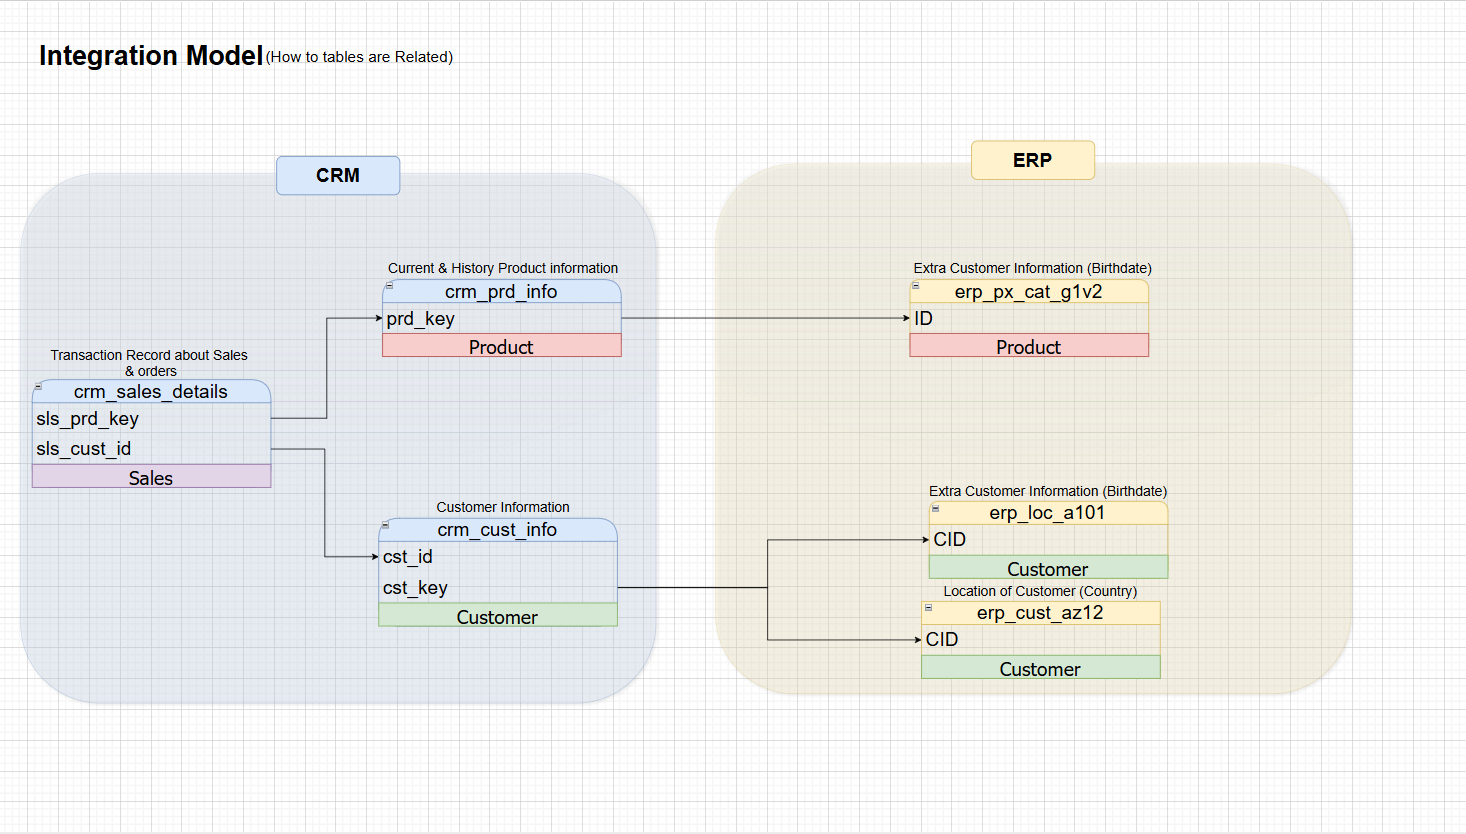 Integration Model(How to tables are Related)
CRM
ERP
Current & History Product information
crm_prd_info
prd_key
Product
Extra Customer Information (Birthdate)
erp_px_cat_g1v2
ID
Product
Transaction Record about Sales
& orders
crm_sales_details
sls_prd_key
sls_cust_id
Sales
Customer Information
crm_cust_info
cst_id
cst_key
Customer
Extra Customer Information (Birthdate)
erp_loc_a101
CID
Customer
Location of Customer (Country)
erp_cust_az12
CID
Customer